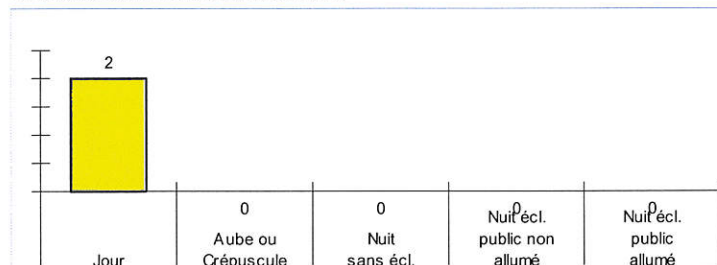 2
0
0
0
0
Jour
Aube ou
Crépuscule
Nuit
sans écl.
Nuit écl.
public non
allumé
Nuit écl.
public
allumé